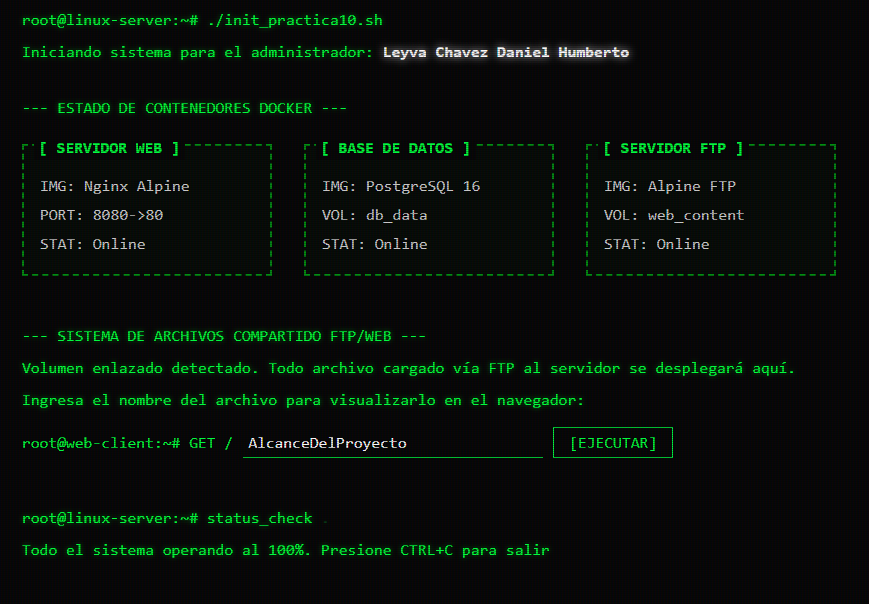 root@linux-server:~# ./init_practica10.sh
Iniciando sistema para el administrador: Leyva Chavez Daniel Humberto
--- ESTADO DE CONTENEDORES DOCKER ---
[ SERVIDOR WEB ]
IMG: Nginx Alpine
PORT: 8080->80
STAT: Online
[ BASE DE DATOS ]
IMG: PostgreSQL 16
VOL: db_data
STAT: Online
[ SERVIDOR FTP ]
IMG: Alpine FTP
VOL: web_content
STAT: Online
--- SISTEMA DE ARCHIVOS COMPARTIDO FTP/WEB ---
Volumen enlazado detectado. Todo archivo cargado vía FTP al servidor se desplegará aquí.
Ingresa el nombre del archivo para visualizarlo en el navegador:
root@web-client:~# GET / AlcanceDelProyecto [EJECUTAR]
root@linux-server:~# status_check
Todo el sistema operando al 100%. Presione CTRL+C para salir